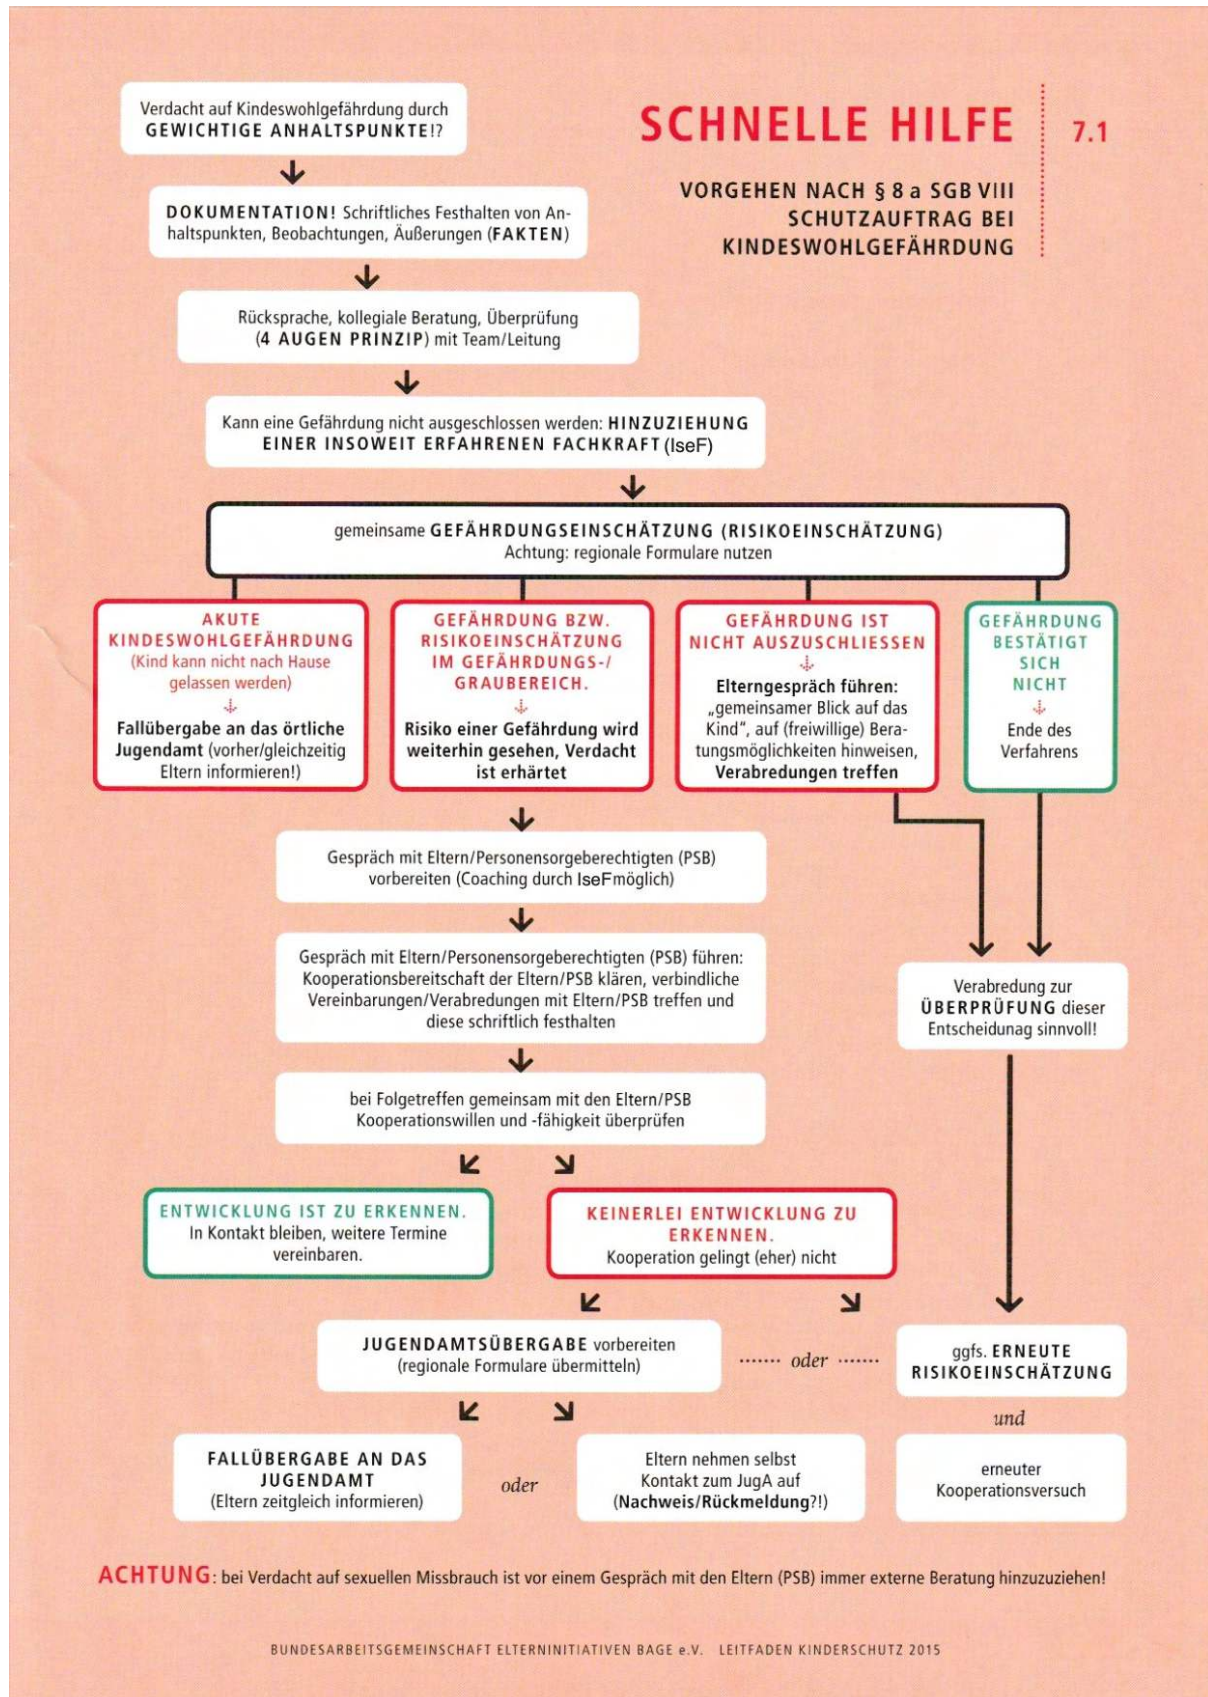 Verdacht auf Kindeswohlgefährdung durch
GEWICHTIGE ANHALTSPUNKTE!?
SCHNELLE HILFE
7.1
VORGEHEN NACH § 8 a SGB VIII
SCHUTZAUFTRAG BEI
KINDESWOHLGEFÄHRDUNG
DOKUMENTATION! Schriftliches Festhalten von An-
haltspunkten, Beobachtungen, Äußerungen (FAKTEN)
Rücksprache, kollegiale Beratung, Überprüfung
(4 AUGEN PRINZIP) mit Team/Leitung
Kann eine Gefährdung nicht ausgeschlossen werden: HINZUZIEHUNG
EINER INSOWEIT ERFAHRENEN FACHKRAFT (IseF)
gemeinsame GEFÄHRDUNGSEINSCHÄTZUNG (RISIKOEINSCHÄTZUNG)
Achtung: regionale Formulare nutzen
AKUTE
KINDESWOHLGEFÄHRDUNG
(Kind kann nicht nach Hause
gelassen werden)
Fallübergabe an das örtliche
Jugendamt (vorher/gleichzeitig
Eltern informieren!)
GEFÄHRDUNG BZW.
RISIKOEINSCHÄTZUNG
IM GEFÄHRDUNGS-/
GRAUBEREICH.
Risiko einer Gefährdung wird
weiterhin gesehen, Verdacht
ist erhärtet
GEFÄHRDUNG IST
NICHT AUSZUSCHLIESSEN
Elterngespräch führen:
„gemeinsamer Blick auf das
Kind“, auf (freiwillige) Bera-
tungsmöglichkeiten hinweisen,
Verabredungen treffen
GEFÄHRDUNG
BESTÄTIGT
SICH
NICHT
Ende des
Verfahrens
Gespräch mit Eltern/Personensorgeberechtigten (PSB)
vorbereiten (Coaching durch IseF möglich)
Gespräch mit Eltern/Personensorgeberechtigten (PSB) führen:
Kooperationsbereitschaft der Eltern/PSB klären, verbindliche
Vereinbarungen/Verabredungen mit Eltern/PSB treffen und
diese schriftlich festhalten
Verabredung zur
ÜBERPRÜFUNG dieser
Entscheidunag sinnvoll!
bei Folgetreffen gemeinsam mit den Eltern/PSB
Kooperationswillen und -fähigkeit überprüfen
ENTWICKLUNG IST ZU ERKENNEN.
In Kontakt bleiben, weitere Termine
vereinbaren.
KEINERLEI ENTWICKLUNG ZU
ERKENNEN.
Kooperation gelingt (eher) nicht
JUGENDAMTSÜBERGABE vorbereiten
(regionale Formulare übermitteln)
....... oder .......
ggfs. ERNEUTE
RISIKOEINSCHÄTZUNG
und
FALLÜBERGABE AN DAS
JUGENDAMT
(Eltern zeitgleich informieren)
oder
Eltern nehmen selbst
Kontakt zum JugA auf
(Nachweis/Rückmeldung?!)
erneuter
Kooperationsversuch
ACHTUNG: bei Verdacht auf sexuellen Missbrauch ist vor einem Gespräch mit den Eltern (PSB) immer externe Beratung hinzuzuziehen!
BUNDESARBEITSGEMEINSCHAFT ELTERNINITIATIVEN BAGE e.V. LEITFADEN KINDERSCHUTZ 2015